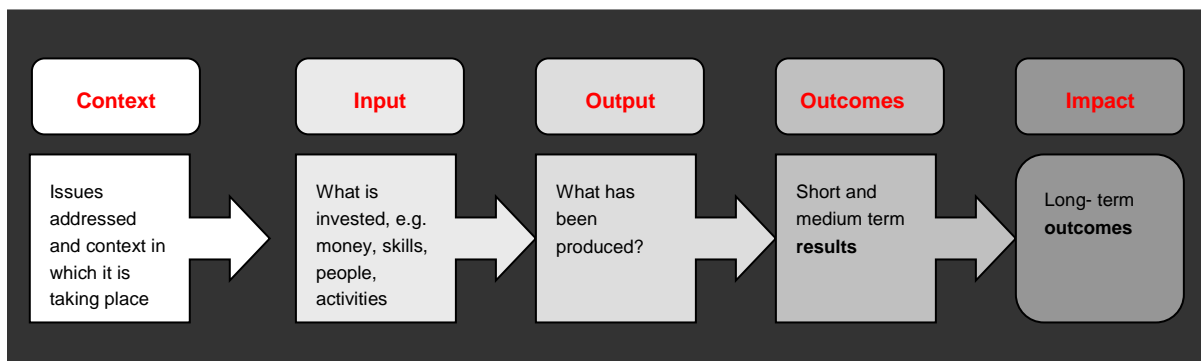 Context
Input
Output
Outcomes
Impact
Issues
addressed
and context in
which it is
taking place
What is
invested, e.g.
money, skills,
people,
activities
What has
been
produced?
Short and
medium term
results
Long- term
outcomes